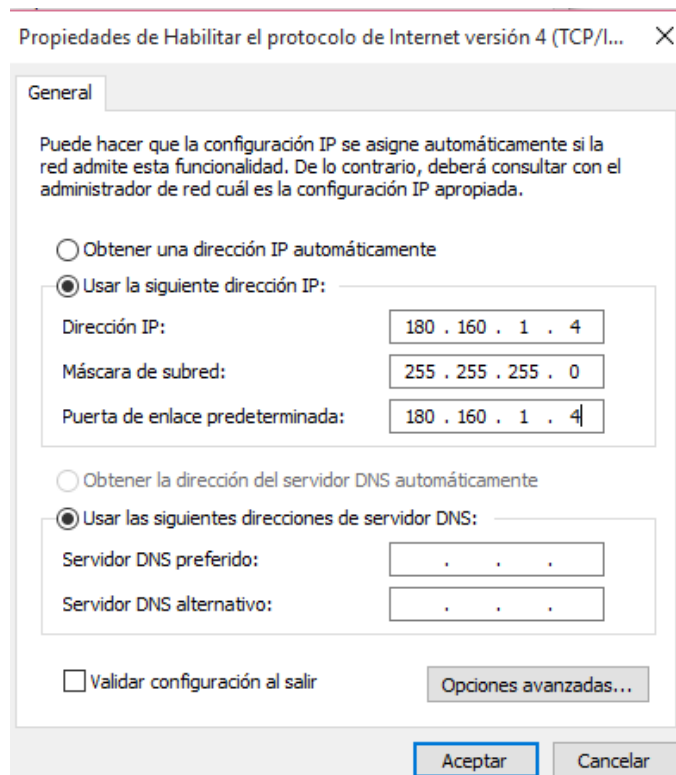 Propiedades de Habilitar el protocolo de Internet versión 4 (TCP/I...
General
Puede hacer que la configuración IP se asigne automáticamente si la
red admite esta funcionalidad. De lo contrario, deberá consultar con el
administrador de red cuál es la configuración IP apropiada.
Obtener una dirección IP automáticamente
Usar la siguiente dirección IP:
Dirección IP: 180 . 160 . 1 . 4
Máscara de subred: 255 . 255 . 255 . 0
Puerta de enlace predeterminada: 180 . 160 . 1 . 4
Obtener la dirección del servidor DNS automáticamente
Usar las siguientes direcciones de servidor DNS:
Servidor DNS preferido: . . .
Servidor DNS alternativo: . . .
Validar configuración al salir
Opciones avanzadas...
Aceptar Cancelar